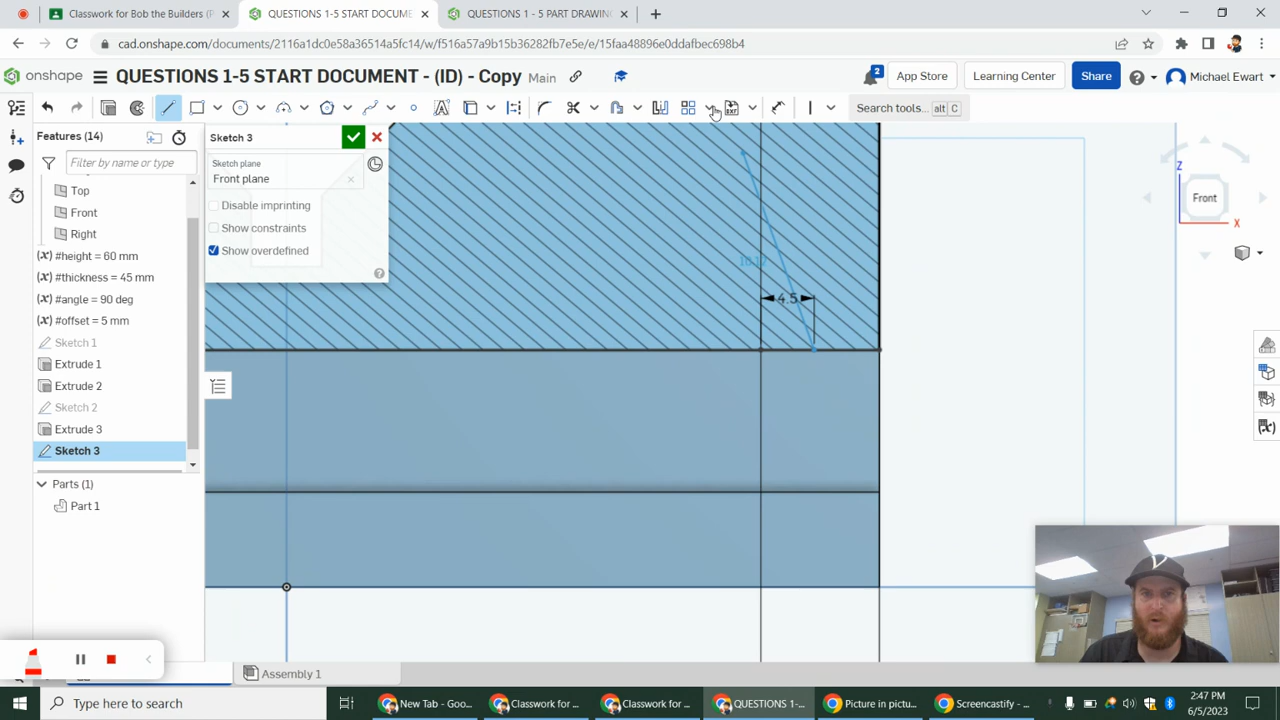 Classwork for Bob the Builders (P
QUESTIONS 1-5 START DOCUME
QUESTIONS 1 - 5 PART DRAWING
cad.onshape.com/documents/2116a1dc0e58a36514a5fc14/w/f516a57a9b15b36282fb7e5e/e/15faa48896e0ddafbec698b4
onshape
QUESTIONS 1-5 START DOCUMENT - (ID) - Copy
Main
2
App Store
Learning Center
Share
Michael Ewart
Search tools... alt C
Features (14)
Filter by name or type
Top
Front
Right
(x) #height = 60 mm
(x) #thickness = 45 mm
(x) #angle = 90 deg
(x) #offset = 5 mm
Sketch 1
Extrude 1
Extrude 2
Sketch 2
Extrude 3
Sketch 3
Parts (1)
Part 1
Sketch 3
Sketch plane
Front plane
Disable imprinting
Show constraints
Show overdefined
4.5
Z
Front
X
Assembly 1
Type here to search
New Tab - Goo...
Classwork for ...
Classwork for ...
QUESTIONS 1-...
Picture in pictu...
Screencastify - ...
2:47 PM
6/5/2023